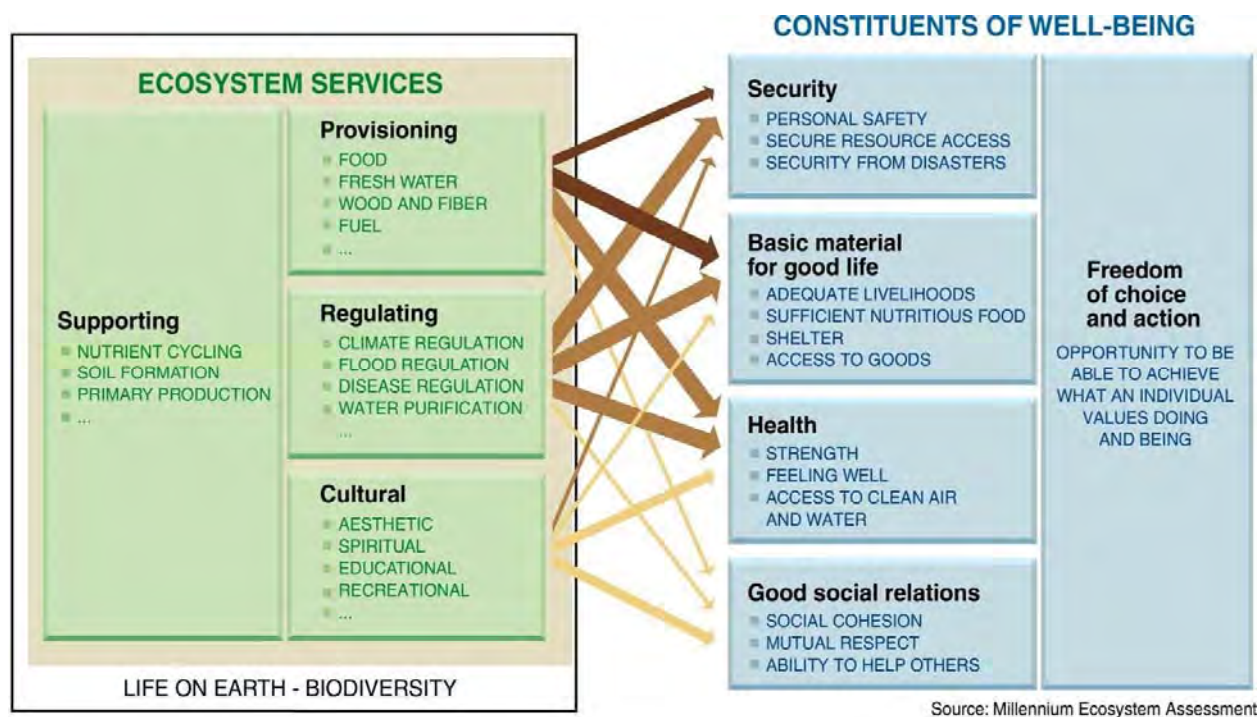 CONSTITUENTS OF WELL-BEING
ECOSYSTEM SERVICES
Supporting
NUTRIENT CYCLING
SOIL FORMATION
PRIMARY PRODUCTION
...
Provisioning
FOOD
FRESH WATER
WOOD AND FIBER
FUEL
...
Regulating
CLIMATE REGULATION
FLOOD REGULATION
DISEASE REGULATION
WATER PURIFICATION
...
Cultural
AESTHETIC
SPIRITUAL
EDUCATIONAL
RECREATIONAL
...
LIFE ON EARTH - BIODIVERSITY
Security
PERSONAL SAFETY
SECURE RESOURCE ACCESS
SECURITY FROM DISASTERS
Basic material
for good life
ADEQUATE LIVELIHOODS
SUFFICIENT NUTRITIOUS FOOD
SHELTER
ACCESS TO GOODS
Health
STRENGTH
FEELING WELL
ACCESS TO CLEAN AIR
AND WATER
Good social relations
SOCIAL COHESION
MUTUAL RESPECT
ABILITY TO HELP OTHERS
Freedom
of choice
and action
OPPORTUNITY TO BE
ABLE TO ACHIEVE
WHAT AN INDIVIDUAL
VALUES DOING
AND BEING
Source: Millennium Ecosystem Assessment